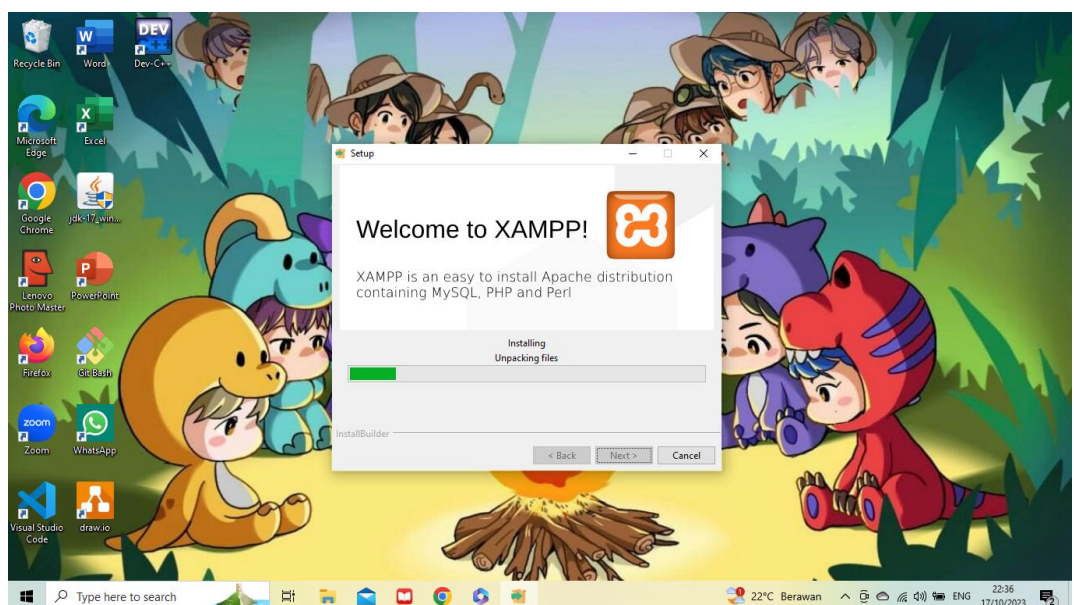 Recycle Bin
Word
DEV
C++
Dev-C++
Microsoft
Edge
Excel
Google
Chrome
jdk-17_win...
Lenovo
Photo Master
PowerPoint
Firefox
Git Bash
zoom
Zoom
WhatsApp
Visual Studio
Code
draw.io
Setup
Welcome to XAMPP!
XAMPP is an easy to install Apache distribution
containing MySQL, PHP and Perl
Installing
Unpacking files
InstallBuilder
< Back
Next >
Cancel
Type here to search
22°C Berawan
ENG
22:36
17/10/2023
2